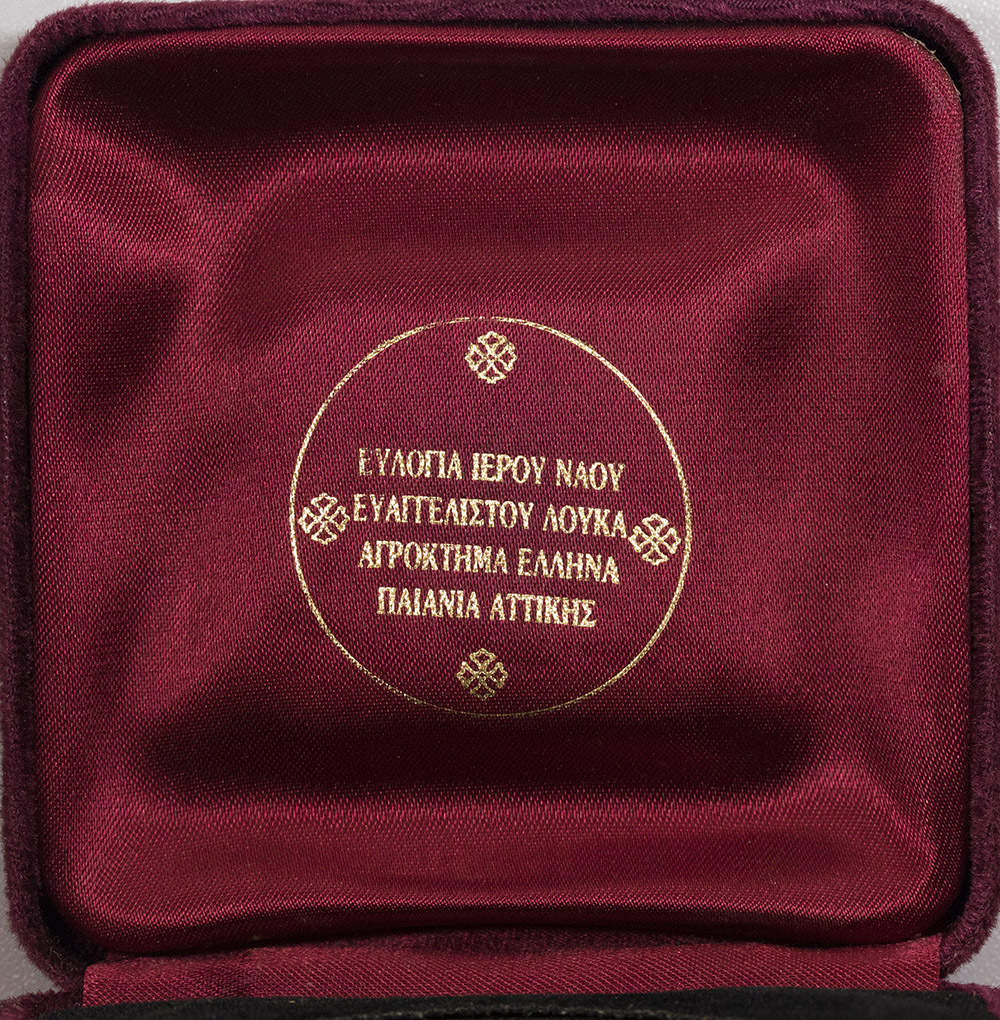 ΕΥΛΟΓΙΑ ΙΕΡΟΥ ΝΑΟΥ
ΕΥΑΓΓΕΛΙΣΤΟΥ ΛΟΥΚΑ
ΑΓΡΟΚΤΗΜΑ ΕΛΛΗΝΑ
ΠΑΙΑΝΙΑ ΑΤΤΙΚΗΣ